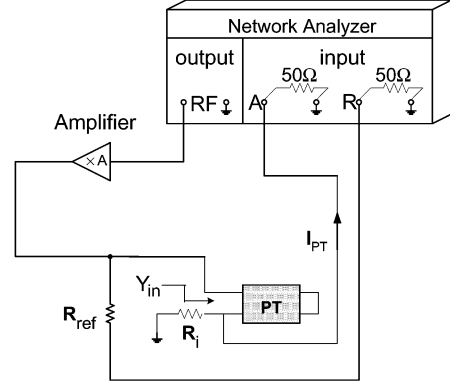 Network Analyzer
output
input
50Ω
50Ω
RF
A
R
Amplifier
×A
I_PT
Y_in
PT
R_ref
R_i